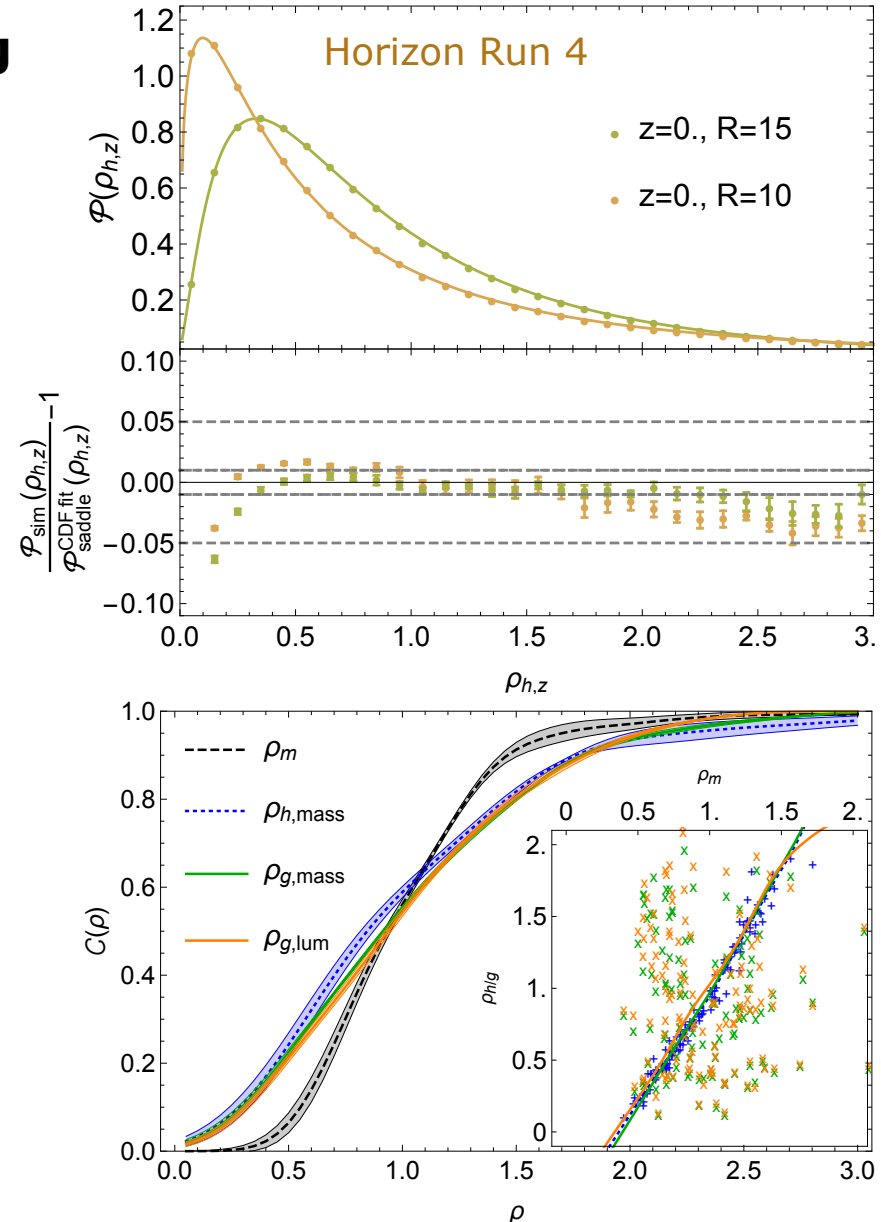 g
Horizon Run 4
1.2
1.0
0.8
0.6
0.4
0.2
𝒫(ρh,z)
z=0., R=15
z=0., R=10
0.10
0.05
0.00
-0.05
-0.10
𝒫sim (ρh,z)
𝒫saddle^CDF fit (ρh,z)
-1
0.0 0.5 1.0 1.5 2.0 2.5 3.
ρh,z
1.0
0.8
0.6
0.4
0.2
0.0
C(ρ)
ρm
ρh,mass
ρg,mass
ρg,lum
ρm
0 0.5 1.0 1.5 2.0
2
1.5
1
0.5
0
ρh/g
0.0 0.5 1.0 1.5 2.0 2.5 3.0
ρ